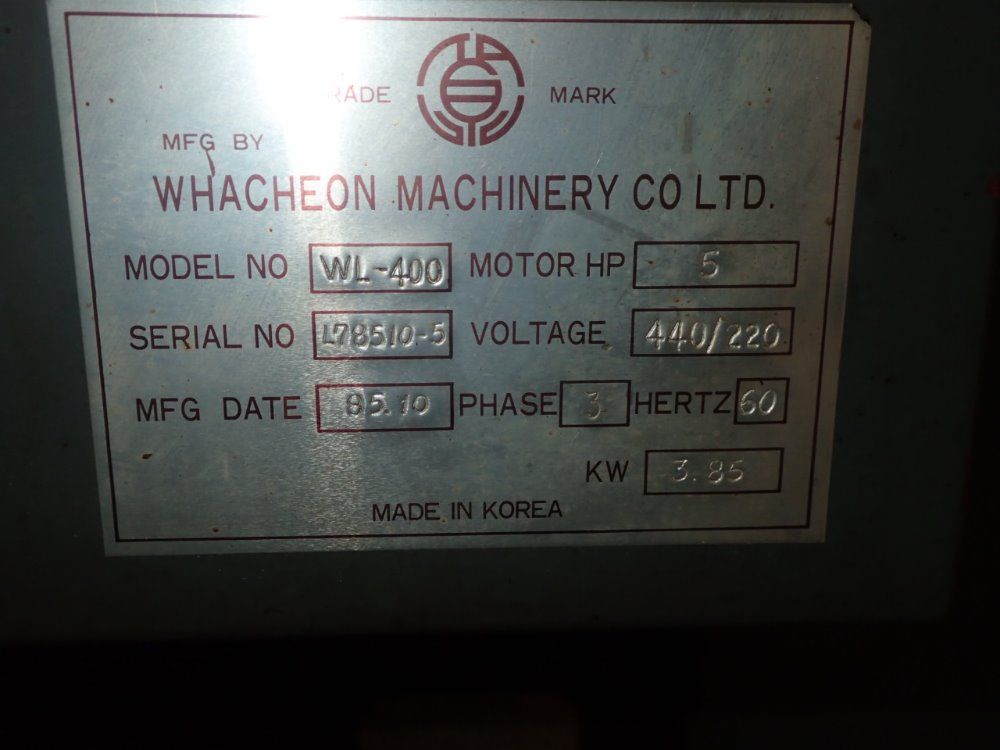 TRADE MARK
MFG BY
WHACHEON MACHINERY CO LTD.
MODEL NO WL-400 MOTOR HP 5
SERIAL NO L78510-5 VOLTAGE 440/220
MFG DATE 85.10 PHASE 3 HERTZ 60
KW 3.85
MADE IN KOREA